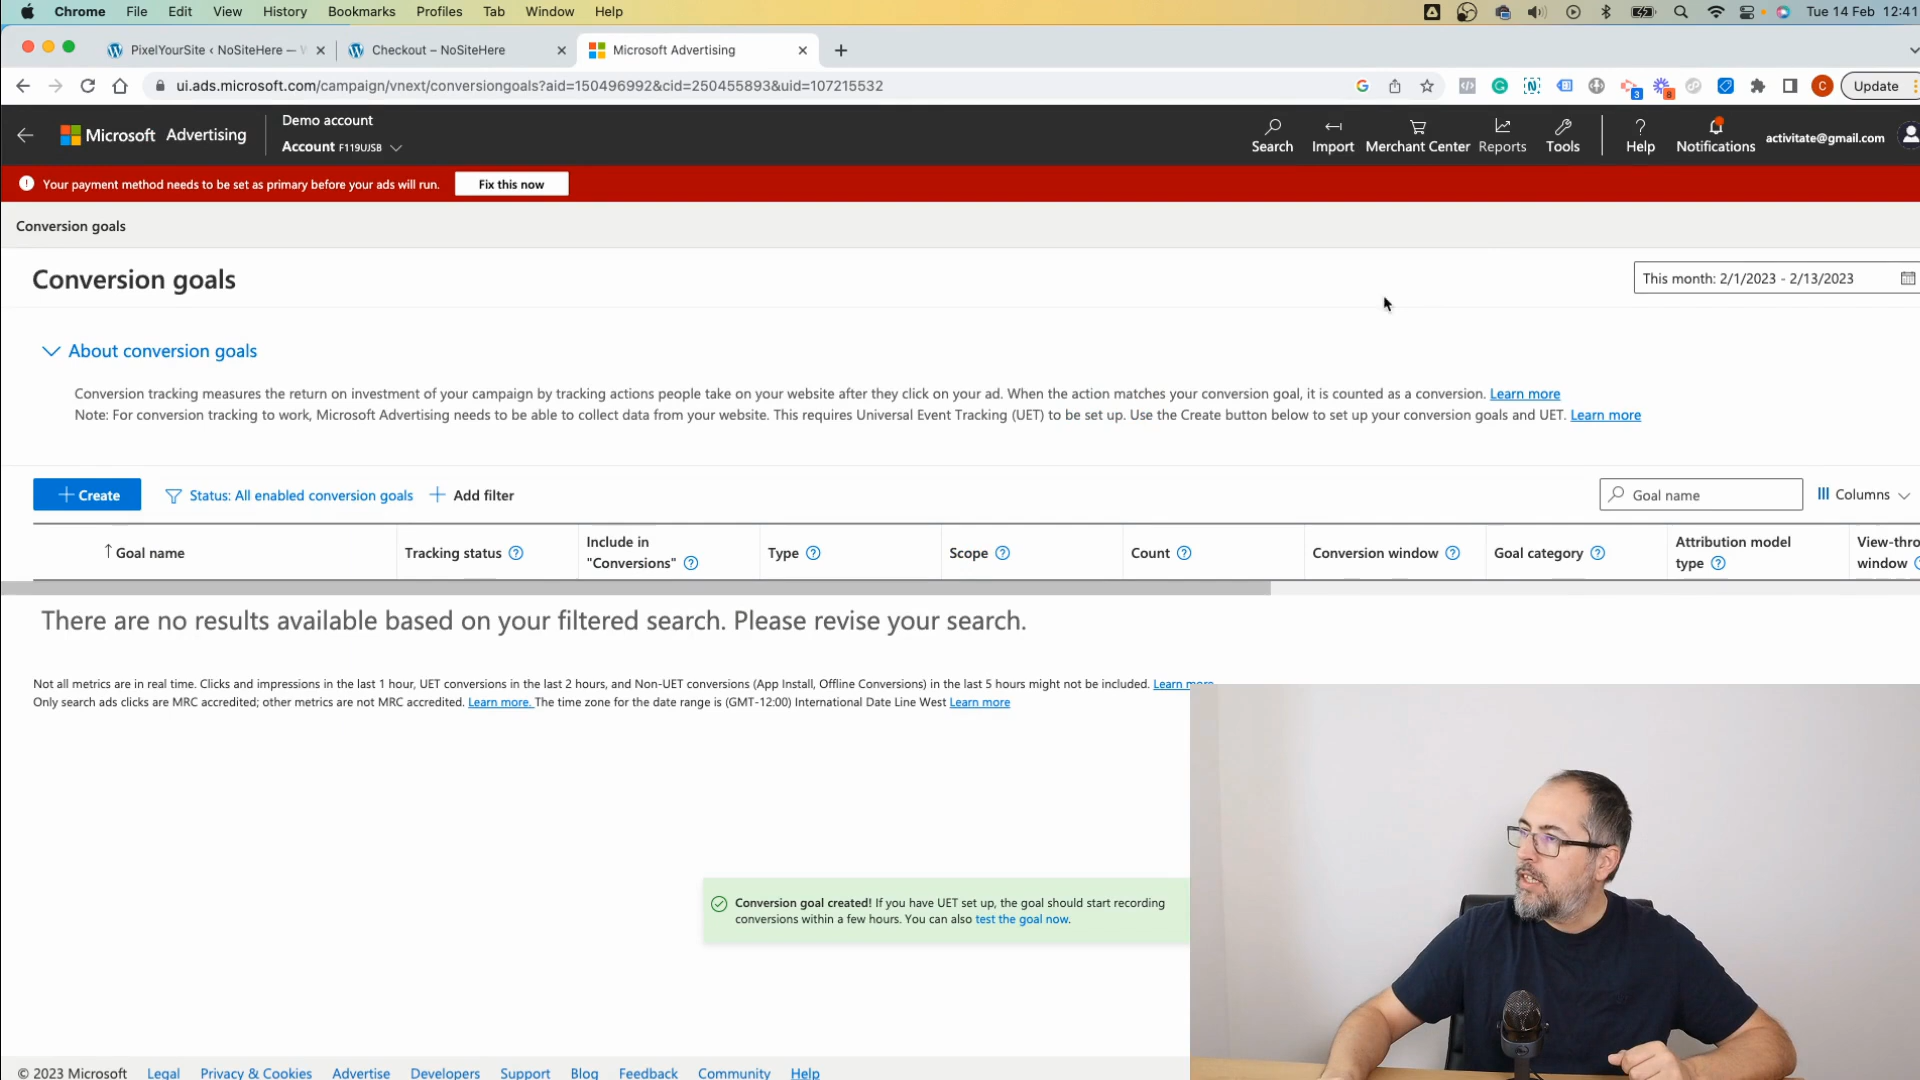 Chrome File Edit View History Bookmarks Profiles Tab Window Help Tue 14 Feb 12:41
PixelYourSite ‹ NoSiteHere — Checkout – NoSiteHere Microsoft Advertising
ui.ads.microsoft.com/campaign/vnext/conversiongoals?aid=150496992&cid=250455893&uid=107215532 3 8 C Update
Microsoft Advertising
Demo account
Account F119UJSB
Search Import Merchant Center Reports Tools Help Notifications activitate@gmail.com
Your payment method needs to be set as primary before your ads will run. Fix this now
Conversion goals
Conversion goals
This month: 2/1/2023 - 2/13/2023
About conversion goals
Conversion tracking measures the return on investment of your campaign by tracking actions people take on your website after they click on your ad. When the action matches your conversion goal, it is counted as a conversion. Learn more
Note: For conversion tracking to work, Microsoft Advertising needs to be able to collect data from your website. This requires Universal Event Tracking (UET) to be set up. Use the Create button below to set up your conversion goals and UET. Learn more
Create Status: All enabled conversion goals Add filter Goal name Columns
Goal name Tracking status Include in "Conversions" Type Scope Count Conversion window Goal category Attribution model type View-thro window
There are no results available based on your filtered search. Please revise your search.
Not all metrics are in real time. Clicks and impressions in the last 1 hour, UET conversions in the last 2 hours, and Non-UET conversions (App Install, Offline Conversions) in the last 5 hours might not be included. Learn more
Only search ads clicks are MRC accredited; other metrics are not MRC accredited. Learn more. The time zone for the date range is (GMT-12:00) International Date Line West Learn more
Conversion goal created! If you have UET set up, the goal should start recording
conversions within a few hours. You can also test the goal now.
© 2023 Microsoft Legal Privacy & Cookies Advertise Developers Support Blog Feedback Community Help